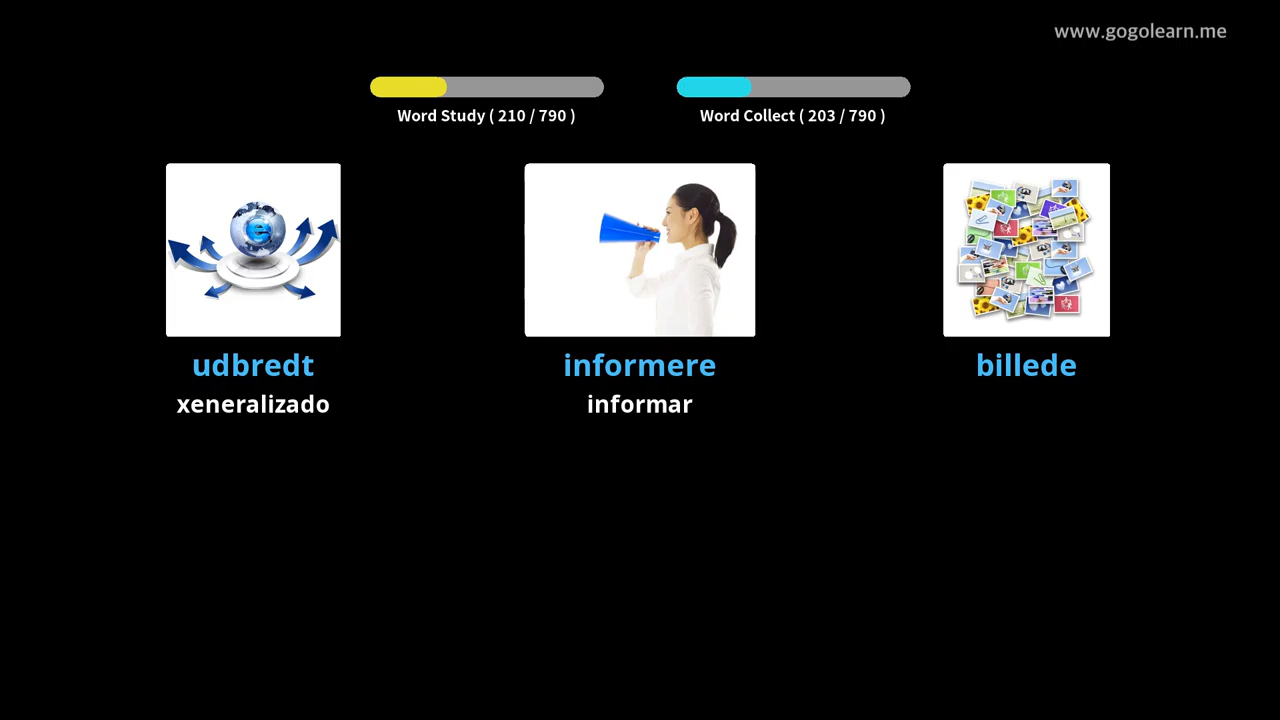 www.gogolearn.me
Word Study ( 210 / 790 )
Word Collect ( 203 / 790 )
e
udbredt
informere
billede
xeneralizado
informar